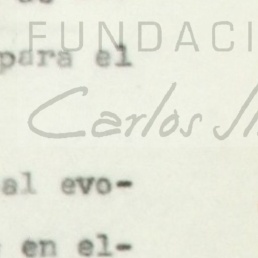 FUNDACI
para el
Carlos
al evo-
en el-